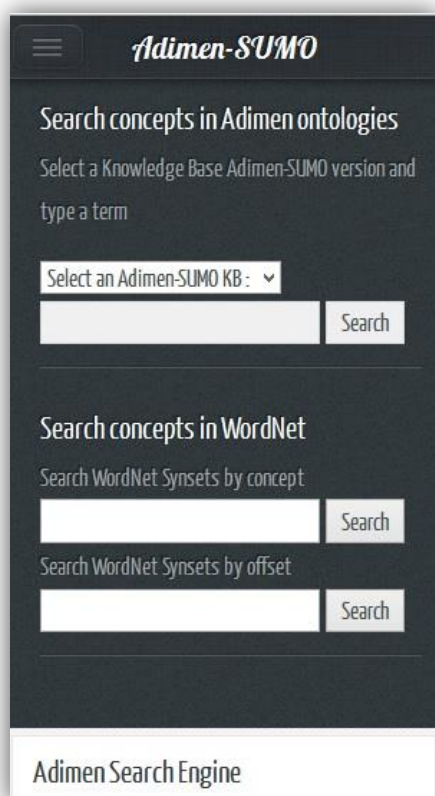 Adimen-SUMO
Search concepts in Adimen ontologies
Select a Knowledge Base Adimen-SUMO version and
type a term
Select an Adimen-SUMO KB :
Search
Search concepts in WordNet
Search WordNet Synsets by concept
Search
Search WordNet Synsets by offset
Search
Adimen Search Engine